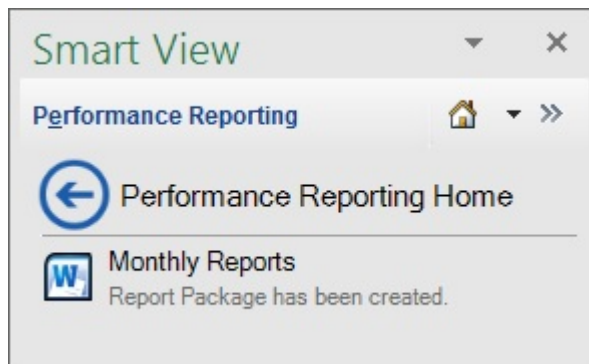 Smart View
Performance Reporting
Performance Reporting Home
Monthly Reports
Report Package has been created.